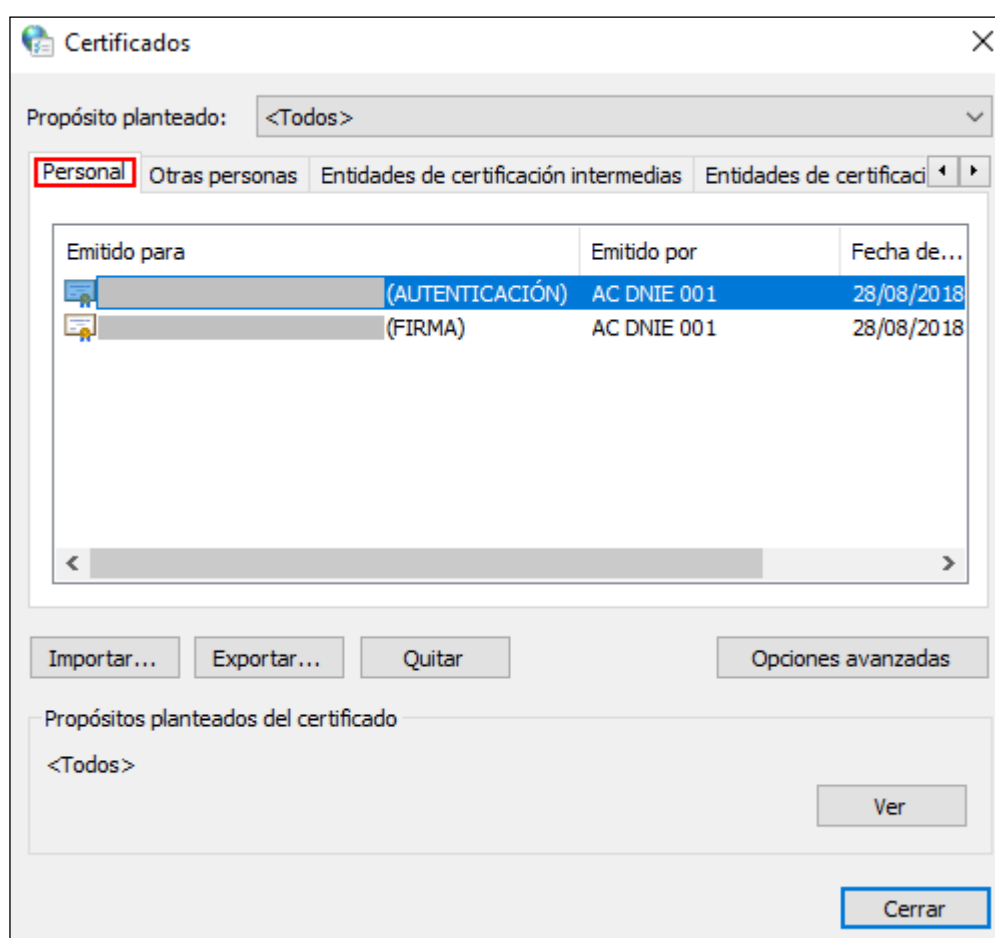 Certificados
Propósito planteado: <Todos>
Personal Otras personas Entidades de certificación intermedias Entidades de certificaci
Emitido para Emitido por Fecha de...
(AUTENTICACIÓN) AC DNIE 001 28/08/2018
(FIRMA) AC DNIE 001 28/08/2018
Importar... Exportar... Quitar Opciones avanzadas
Propósitos planteados del certificado
<Todos>
Ver
Cerrar